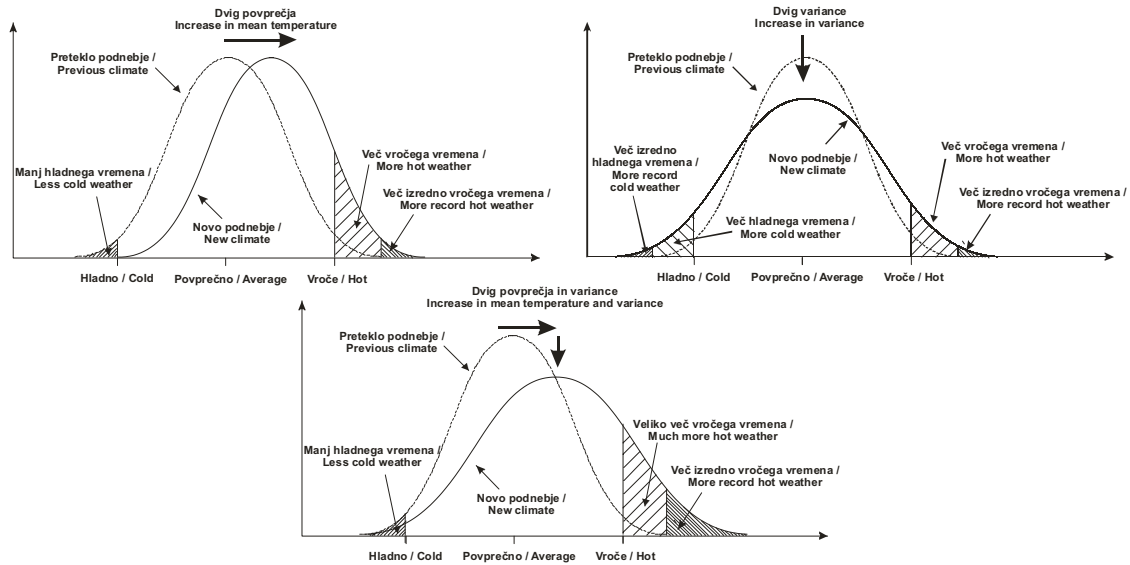 Dvig povprečja
Increase in mean temperature
Preteklo podnebje /
Previous climate
Manj hladnega vremena /
Less cold weather
Več vročega vremena /
More hot weather
Več izredno vročega vremena /
More record hot weather
Novo podnebje /
New climate
Hladno / Cold
Povprečno / Average
Vroče / Hot
Dvig variance
Increase in variance
Preteklo podnebje /
Previous climate
Več izredno
hladnega vremena /
More record
cold weather
Novo podnebje /
New climate
Več vročega vremena /
More hot weather
Več izredno vročega vremena /
More record hot weather
Več hladnega vremena /
More cold weather
Hladno / Cold
Povprečno / Average
Vroče / Hot
Dvig povprečja in variance
Increase in mean temperature and variance
Preteklo podnebje /
Previous climate
Manj hladnega vremena /
Less cold weather
Veliko več vročega vremena /
Much more hot weather
Več izredno vročega vremena /
More record hot weather
Novo podnebje /
New climate
Hladno / Cold
Povprečno / Average
Vroče / Hot